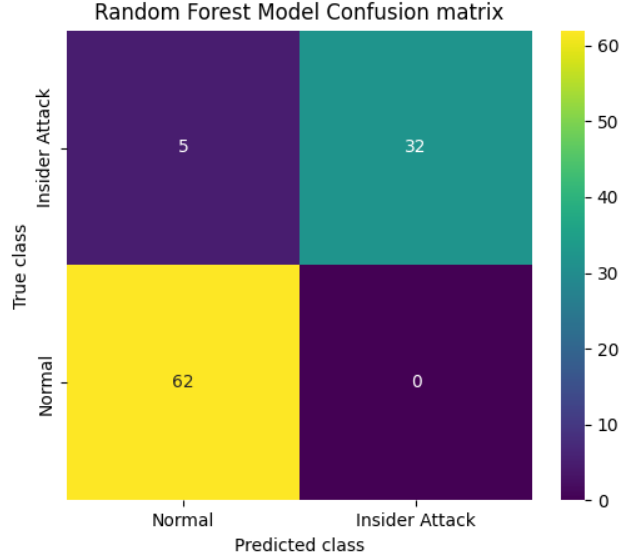 Random Forest Model Confusion matrix
True class
Insider Attack
Normal
5
32
62
0
Normal
Insider Attack
Predicted class
60
50
40
30
20
10
0